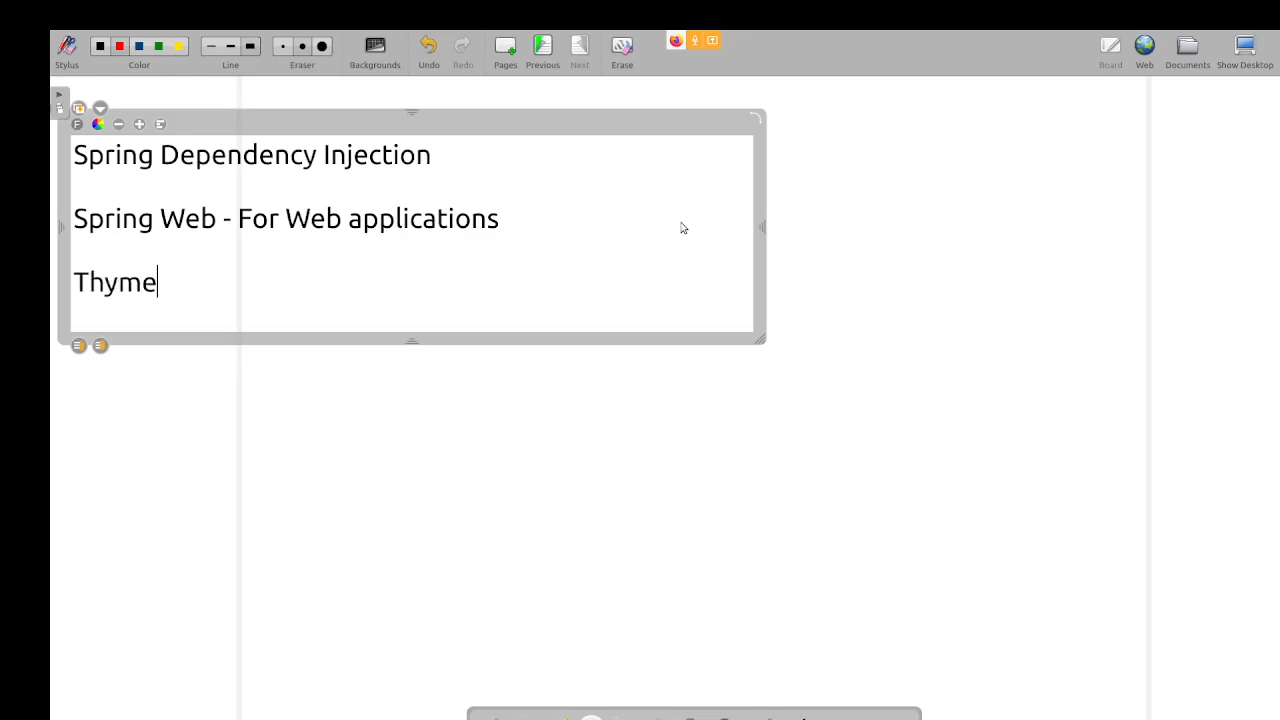 Stylus Color Line Eraser Backgrounds Undo Redo Pages Previous Next Erase Board Web Documents Show Desktop
F
Spring Dependency Injection
Spring Web - For Web applications
Thyme